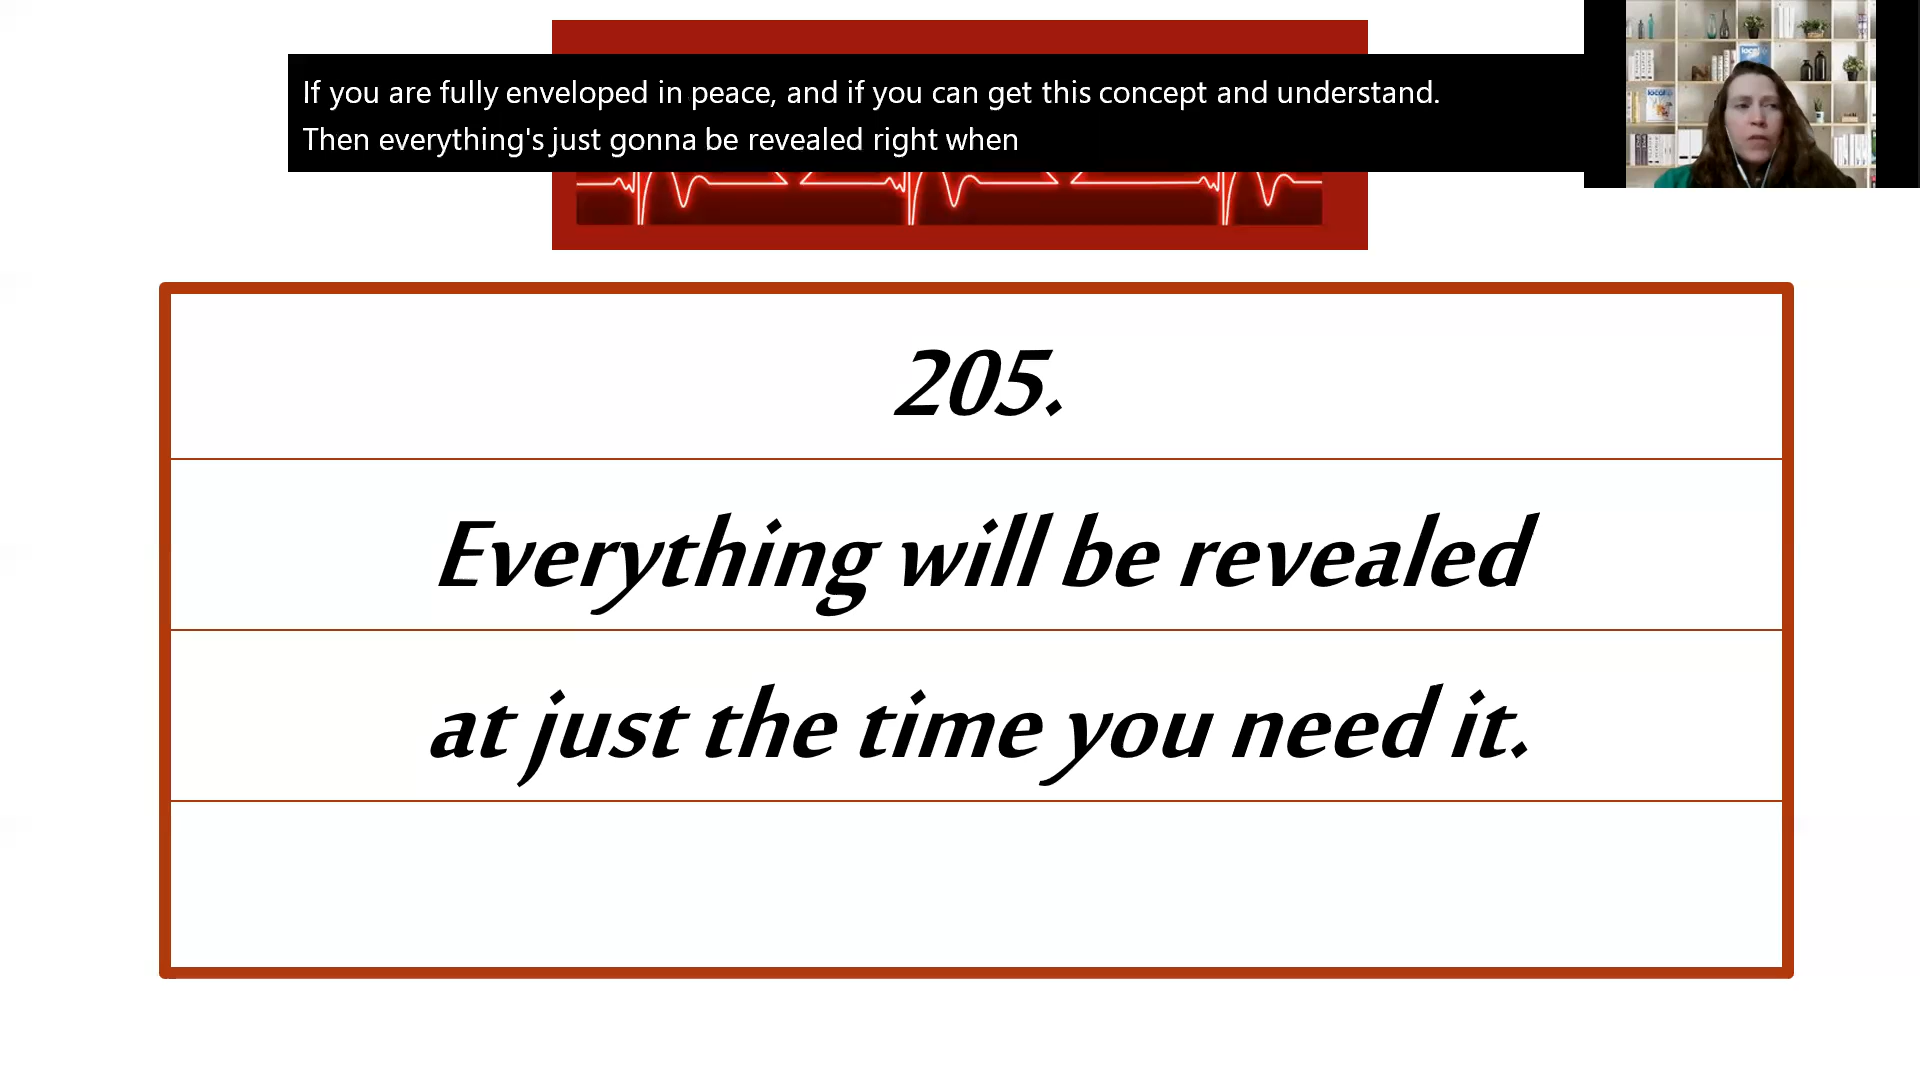 If you are fully enveloped in peace, and if you can get this concept and understand.
Then everything's just gonna be revealed right when
205.
Everything will be revealed
at just the time you need it.